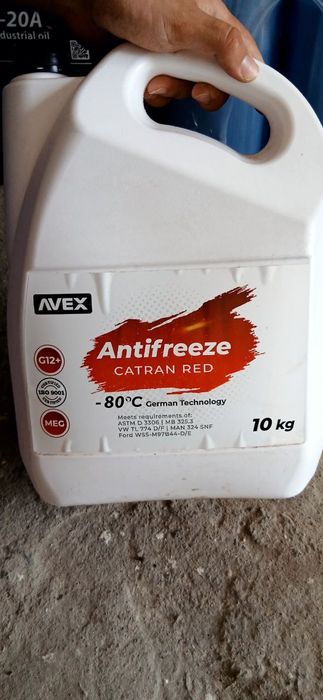 -20A
dustrial oil
AVEX
Antifreeze
CATRAN RED
G12+
ISO 9001
MEG
-80°C German Technology
Meets requirements of:
ASTM D 3306 | MB 325.3
VW TL 774 D/F | MAN 324 SNF
Ford WSS-M97B44-D/E
10 kg